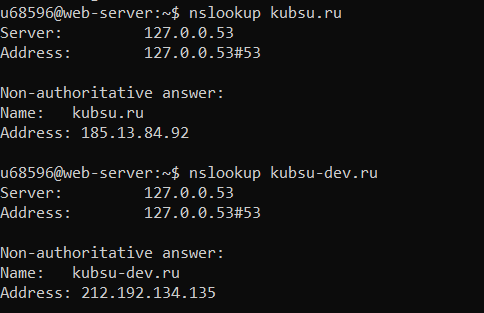 u68596@web-server:~$ nslookup kubsu.ru
Server:         127.0.0.53
Address:        127.0.0.53#53

Non-authoritative answer:
Name:   kubsu.ru
Address: 185.13.84.92

u68596@web-server:~$ nslookup kubsu-dev.ru
Server:         127.0.0.53
Address:        127.0.0.53#53

Non-authoritative answer:
Name:   kubsu-dev.ru
Address: 212.192.134.135